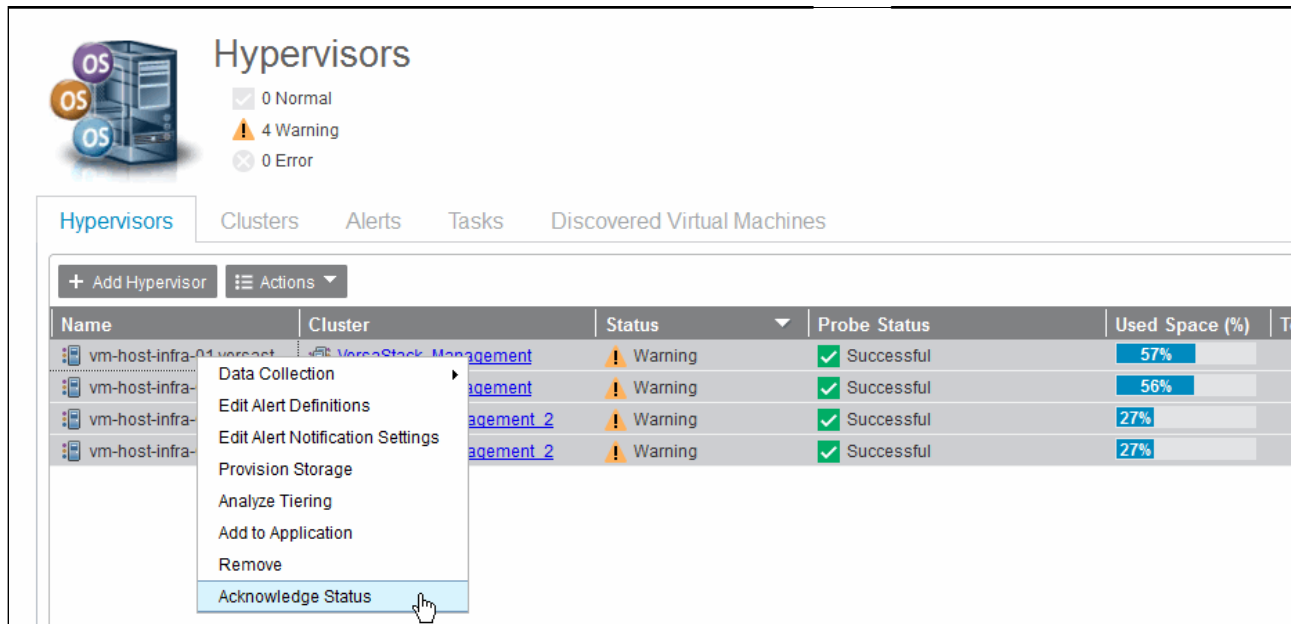 Hypervisors
OS
OS
OS
0 Normal
4 Warning
0 Error
Hypervisors Clusters Alerts Tasks Discovered Virtual Machines
+ Add Hypervisor Actions
Name Cluster Status Probe Status Used Space (%) T
vm-host-infra-01.versast VersaStack_Management Warning Successful 57%
vm-host-infra- agement Warning Successful 56%
vm-host-infra- agement_2 Warning Successful 27%
vm-host-infra- agement_2 Warning Successful 27%
Data Collection
Edit Alert Definitions
Edit Alert Notification Settings
Provision Storage
Analyze Tiering
Add to Application
Remove
Acknowledge Status